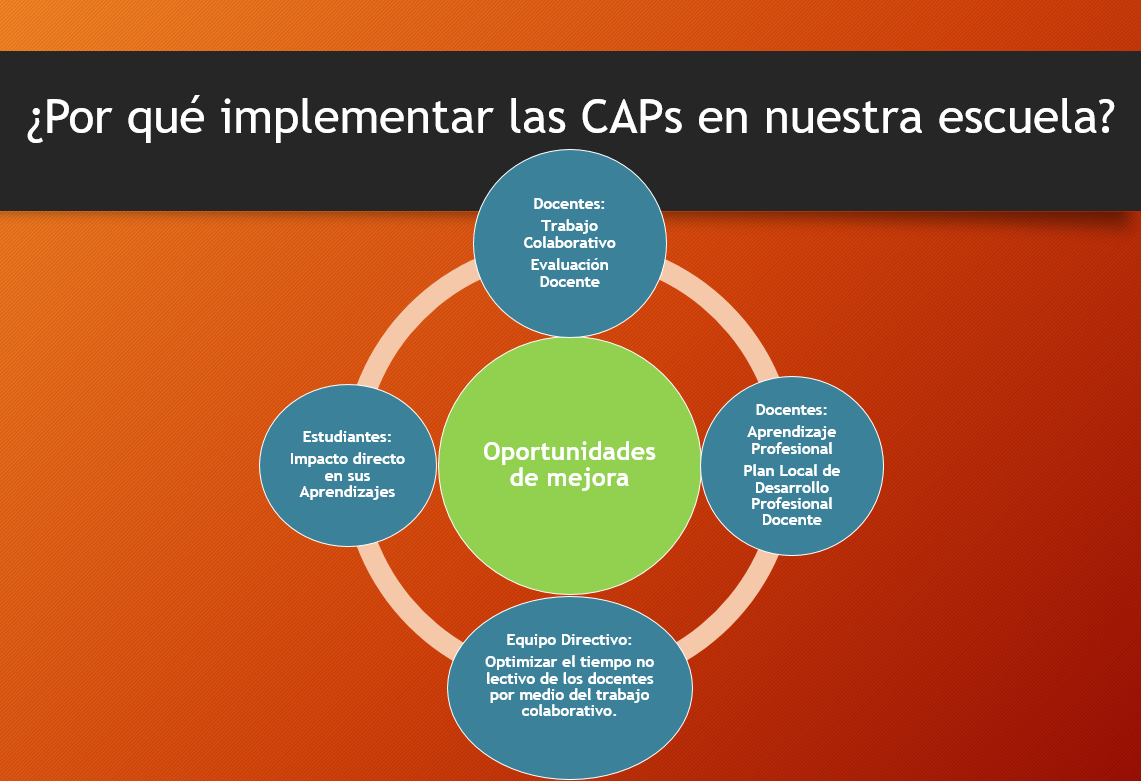 ¿Por qué implementar las CAPs en nuestra escuela?
Docentes:
Trabajo
Colaborativo
Evaluación
Docente
Docentes:
Aprendizaje
Profesional
Plan Local de
Desarrollo
Profesional
Docente
Equipo Directivo:
Optimizar el tiempo no
lectivo de los docentes
por medio del trabajo
colaborativo.
Estudiantes:
Impacto directo
en sus
Aprendizajes
Oportunidades
de mejora